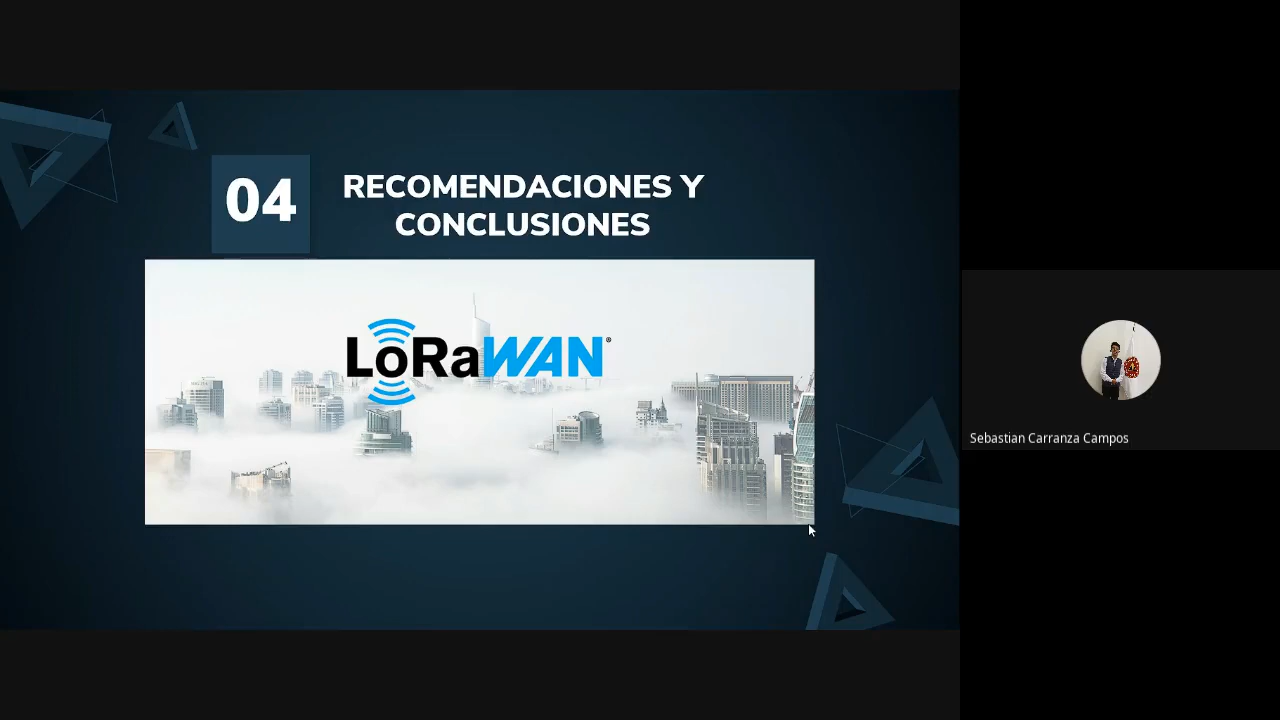 04
RECOMENDACIONES Y
CONCLUSIONES
LoRaWAN®
Sebastian Carranza Campos